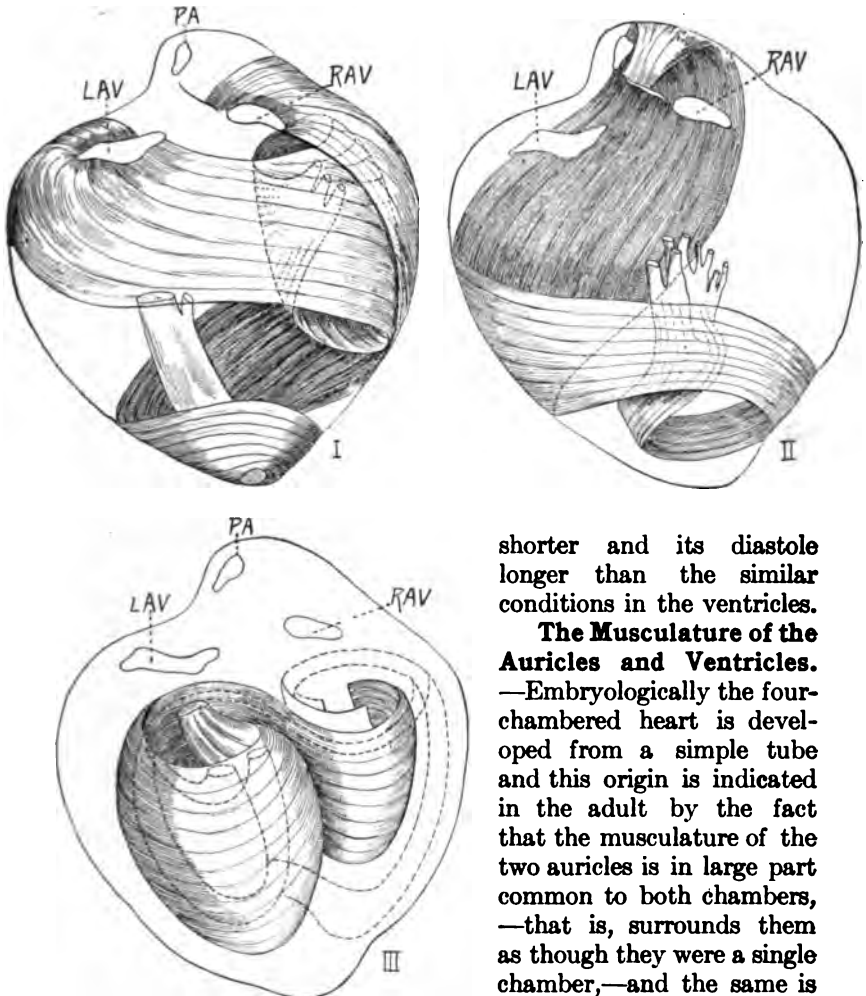 PA
LAV
RAV
I
LAV
RAV
II
PA
LAV
RAV
III
shorter and its diastole
longer than the similar
conditions in the ventricles.
The Musculature of the
Auricles and Ventricles.
—Embryologically the four-
chambered heart is devel-
oped from a simple tube
and this origin is indicated
in the adult by the fact
that the musculature of the
two auricles is in large part
common to both chambers,
—that is, surrounds them
as though they were a single
chamber,—and the same is